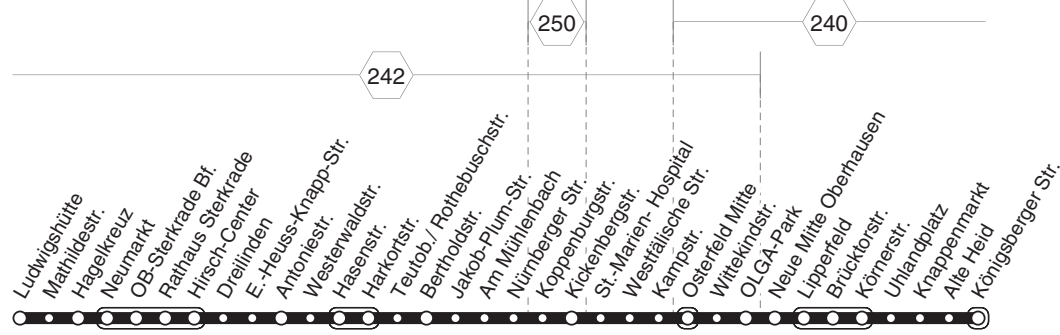 250
240
242
Ludwigshütte
Mathildestr.
Hagelkreuz
Neumarkt
OB-Sterkrade Bf.
Rathaus Sterkrade
Hirsch-Center
Dreilinden
E.-Heuss-Knapp-Str.
Antoniestr.
Westerwaldstr.
Hasenstr.
Harkortstr.
Teutob./ Rothebuschstr.
Bertholdstr.
Jakob-Plum-Str.
Am Mühlenbach
Nürnberger Str.
Koppenburgstr.
Kickenbergstr.
St.-Marien- Hospital
Westfälische Str.
Kampstr.
Osterfeld Mitte
Wittekindstr.
OLGA-Park
Neue Mitte Oberhausen
Lipperfeld
Brücktorstr.
Körnerstr.
Uhlandplatz
Knappenmarkt
Alte Heid
Königsberger Str.